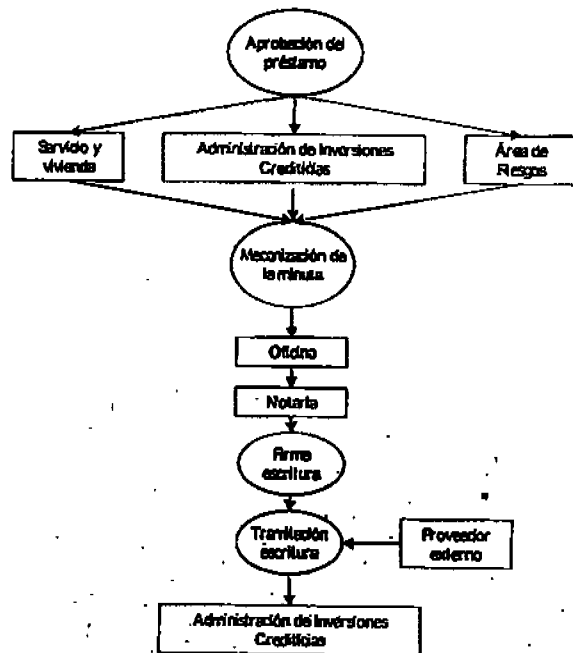 Aprobación del
préstamo
Servicio y
vivienda
Administración de Inversiones
Crediticias
Área de
Riesgos
Mecanización de
la minuta
Oficina
Notaría
Firma
escritura
Tramitación
escritura
Proveedor
externo
Administración de Inversiones
Crediticias